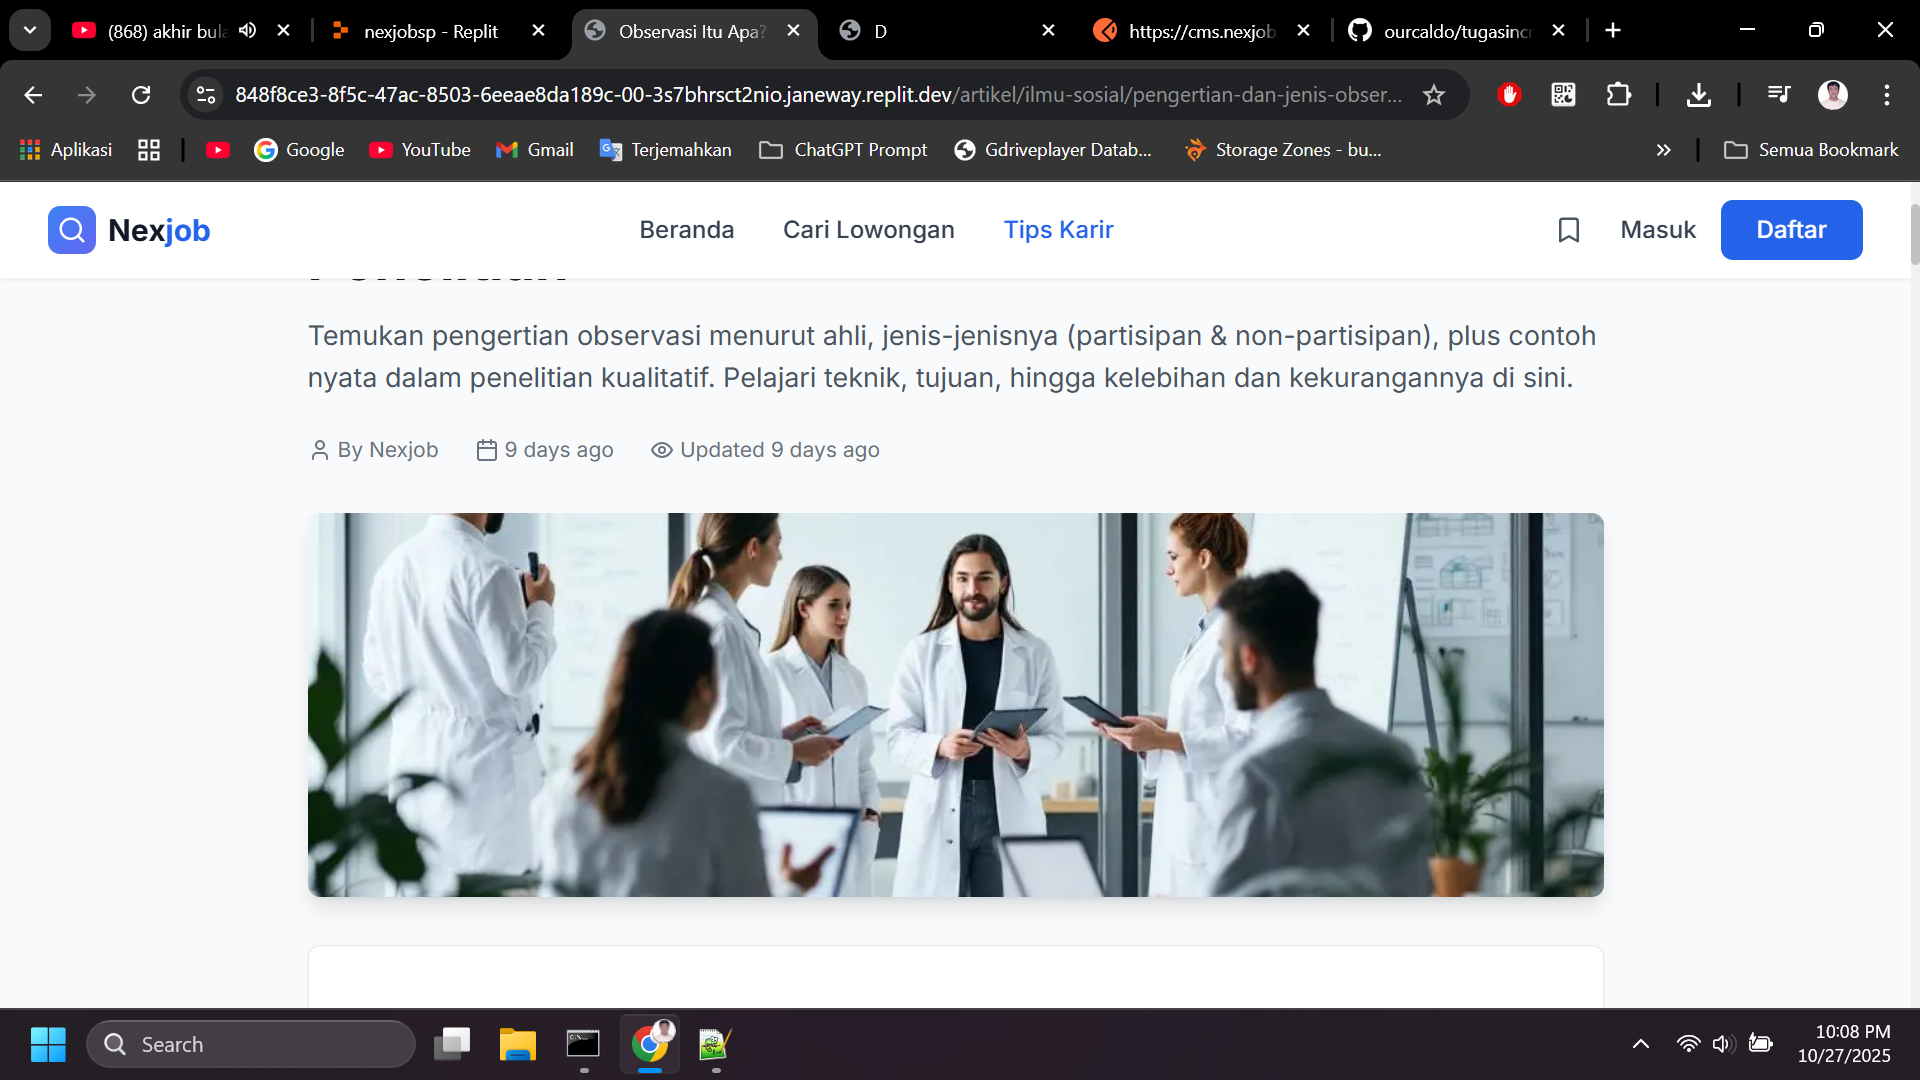 (868) akhir bula
nexjobsp - Replit
Observasi Itu Apa?
D
https://cms.nexjob
ourcaldo/tugasincr
848f8ce3-8f5c-47ac-8503-6eeae8da189c-00-3s7bhrsct2nio.janeway.replit.dev/artikel/ilmu-sosial/pengertian-dan-jenis-obser...
Aplikasi
Google
YouTube
Gmail
Terjemahkan
ChatGPT Prompt
Gdriveplayer Datab...
Storage Zones - bu...
Semua Bookmark
Nexjob
Beranda
Cari Lowongan
Tips Karir
Masuk
Daftar
Temukan pengertian observasi menurut ahli, jenis-jenisnya (partisipan & non-partisipan), plus contoh
nyata dalam penelitian kualitatif. Pelajari teknik, tujuan, hingga kelebihan dan kekurangannya di sini.
By Nexjob
9 days ago
Updated 9 days ago
Search
10:08 PM
10/27/2025